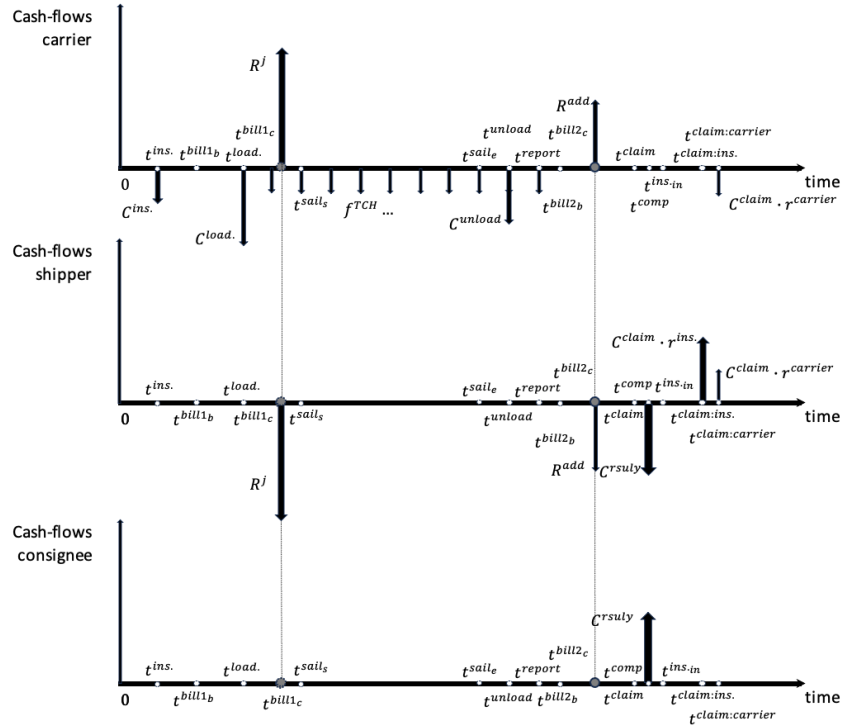 Cash-flows
carrier
R^j
R^{add}
t^{bill1_c}
t^{unload}
t^{bill2_c}
t^{claim:carrier}
t^{ins.} t^{bill1_b} t^{load.}
t^{sail_e} t^{report}
t^{claim} t^{claim:ins.}
0
time
t^{sail_s}
f^{TCH} ...
t^{bill2_b}
t^{ins.in}
t^{comp}
C^{ins.}
C^{load.}
C^{unload}
C^{claim} · r^{carrier}
Cash-flows
shipper
C^{claim} · r^{ins.}
C^{claim} · r^{carrier}
t^{bill2_c}
t^{ins.} t^{load.}
t^{sail_e} t^{report}
t^{comp} t^{ins.in}
0
time
t^{bill1_b} t^{bill1_c} t^{sail_s}
t^{unload}
t^{claim} t^{claim:ins.}
t^{bill2_b}
t^{claim:carrier}
R^{add} C^{rsuly}
R^j
Cash-flows
consignee
C^{rsuly}
t^{bill2_c}
t^{ins.} t^{load.} t^{sail_s}
t^{sail_e} t^{report}
t^{comp} t^{ins.in}
0
time
t^{bill1_b} t^{bill1_c}
t^{unload} t^{bill2_b}
t^{claim} t^{claim:ins.}
t^{claim:carrier}